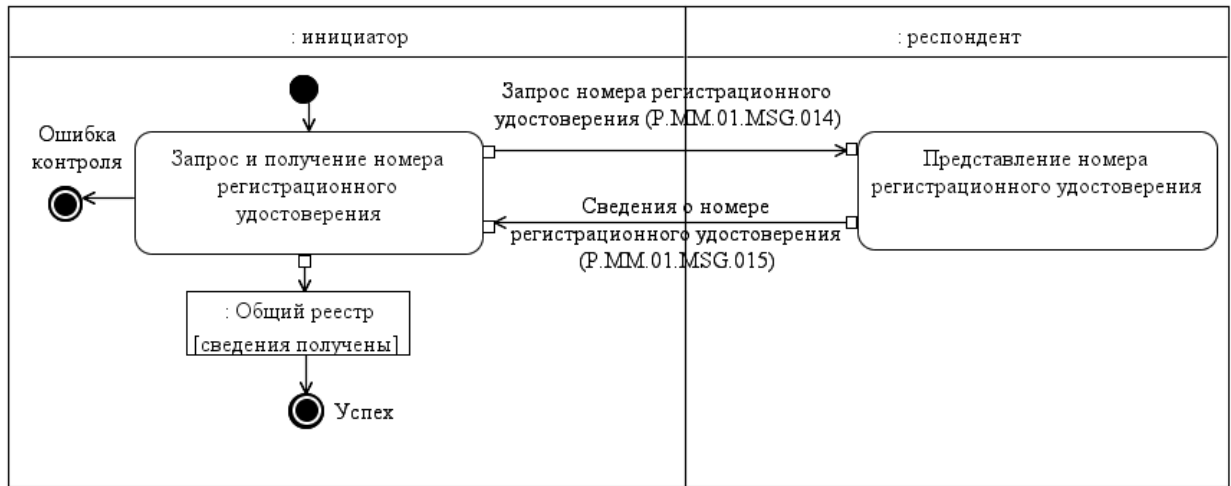 : инициатор
: респондент
Запрос номера регистрационного
удостоверения (P.MM.01.MSG.014)
Ошибка
контроля
Запрос и получение номера
регистрационного
удостоверения
Представление номера
регистрационного удостоверения
Сведения о номере
регистрационного удостоверения
(P.MM.01.MSG.015)
: Общий реестр
[сведения получены]
Успех